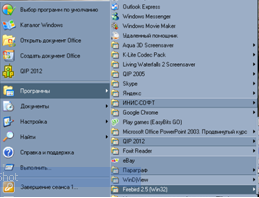 Выбор программ по умолчанию
Каталог Windows
Открыть документ Office
Создать документ Office
QIP 2012
Программы
Документы
Настройка
Найти
Справка и поддержка
Выполнить...
Завершение сеанса 1...
Outlook Express
Windows Messenger
Windows Movie Maker
Удаленный помощник
Aqua 3D Screensaver
K-Lite Codec Pack
Living Waterfalls 2 Screensaver
QIP 2005
Skype
Яндекс
ИНИС-СОФТ
Google Chrome
Play games (EasyBits GO)
Microsoft Office PowerPoint 2003. Продвинутый курс
QIP 2012
Foxit Reader
eBay
Параграф
WinDjView
Firebird 2.5 (Win32)